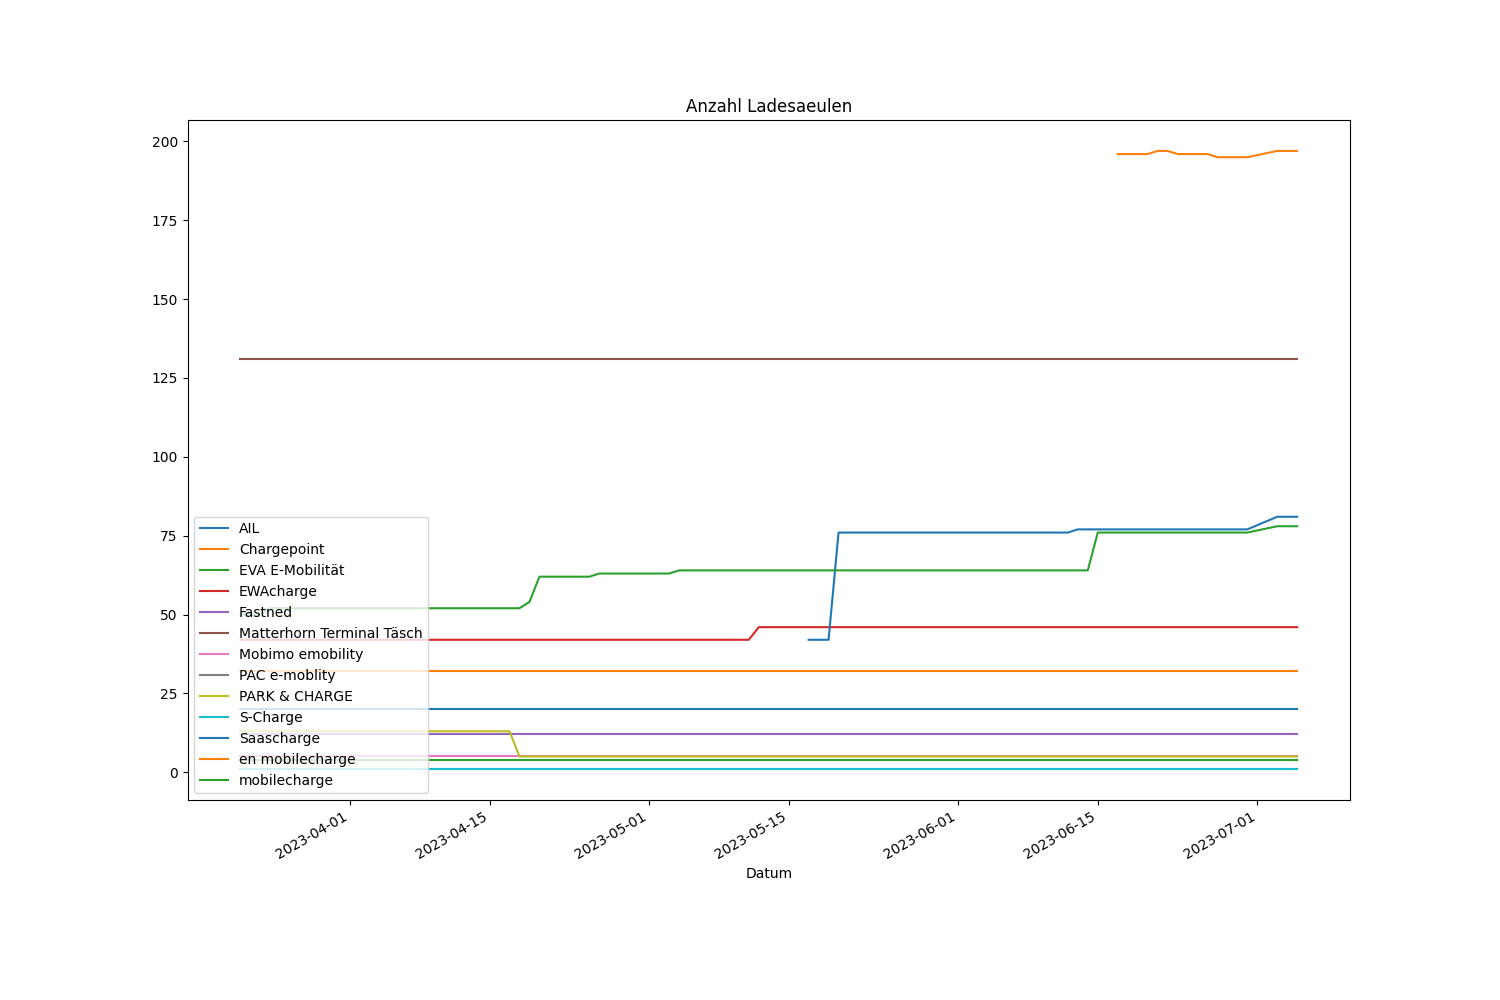 Anzahl Ladesaeulen
200
175
150
125
100
75
50
25
0
AIL
Chargepoint
EVA E-Mobilität
EWAcharge
Fastned
Matterhorn Terminal Täsch
Mobimo emobility
PAC e-moblity
PARK & CHARGE
S-Charge
Saascharge
en mobilecharge
mobilecharge
2023-04-01
2023-04-15
2023-05-01
2023-05-15
2023-06-01
2023-06-15
2023-07-01
Datum